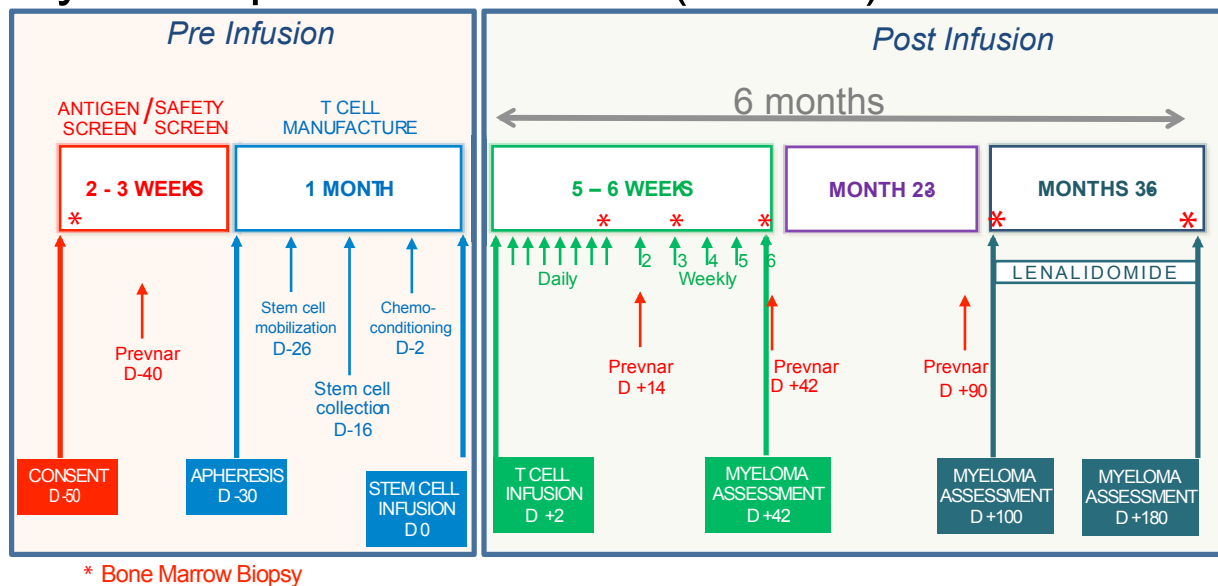 Pre Infusion
Post Infusion
6 months
ANTIGEN / SAFETY
SCREEN SCREEN
T CELL
MANUFACTURE
2 - 3 WEEKS
*
1 MONTH
5 – 6 WEEKS
* * *
MONTH 23
MONTHS 36
* *
Daily
2 3 4 5 6
Weekly
LENALIDOMIDE
Prevnar
D-40
Stem cell
mobilization
D-26
Stem cell
collection
D-16
Chemo-
conditioning
D-2
Prevnar
D +14
Prevnar
D +42
Prevnar
D +90
CONSENT
D-50
APHERESIS
D-30
STEM CELL
INFUSION
D 0
T CELL
INFUSION
D +2
MYELOMA
ASSESSMENT
D +42
MYELOMA
ASSESSMENT
D +100
MYELOMA
ASSESSMENT
D +180
* Bone Marrow Biopsy